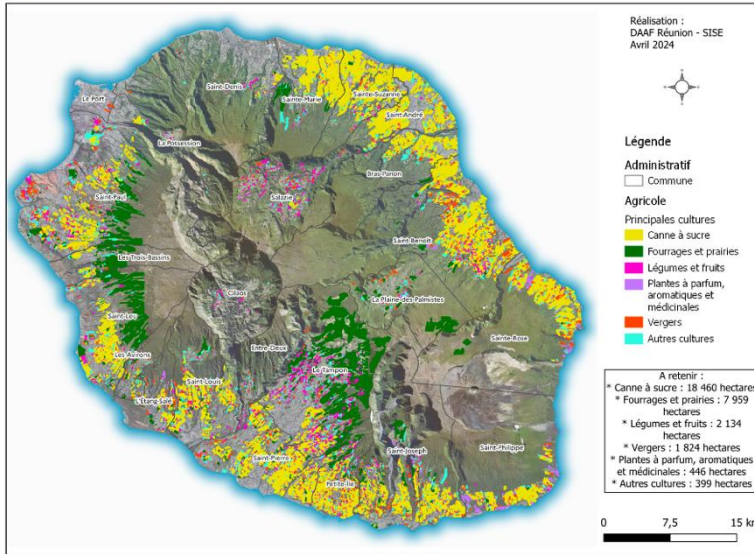 Réalisation :
DAAF Réunion - SISE
Avril 2024
Légende
Administratif
Commune
Agricole
Principales cultures
Canne à sucre
Fourrages et prairies
Légumes et fruits
Plantes à parfum,
aromatiques et
médicinales
Vergers
Autres cultures
A retenir :
* Canne à sucre : 18 460 hectares
* Fourrages et prairies : 7 959
hectares
* Légumes et fruits : 2 134
hectares
* Vergers : 1 824 hectares
* Plantes à parfum, aromatiques
et médicinales : 446 hectares
* Autres cultures : 399 hectares
0 7,5 15 km
Le Port
Saint-Denis
Sainte-Marie
Sainte-Suzanne
Saint-André
La Possession
Bras-Panon
Saint-Paul
Salazie
Saint-Benoît
Les Trois-Bassins
Cilaos
La Plaine-des-Palmistes
Saint-Leu
Sainte-Rose
Les Avirons
Entre-Deux
Le Tampon
Saint-Louis
L'Étang-Salé
Saint-Pierre
Saint-Joseph
Saint-Philippe
Petite-Île